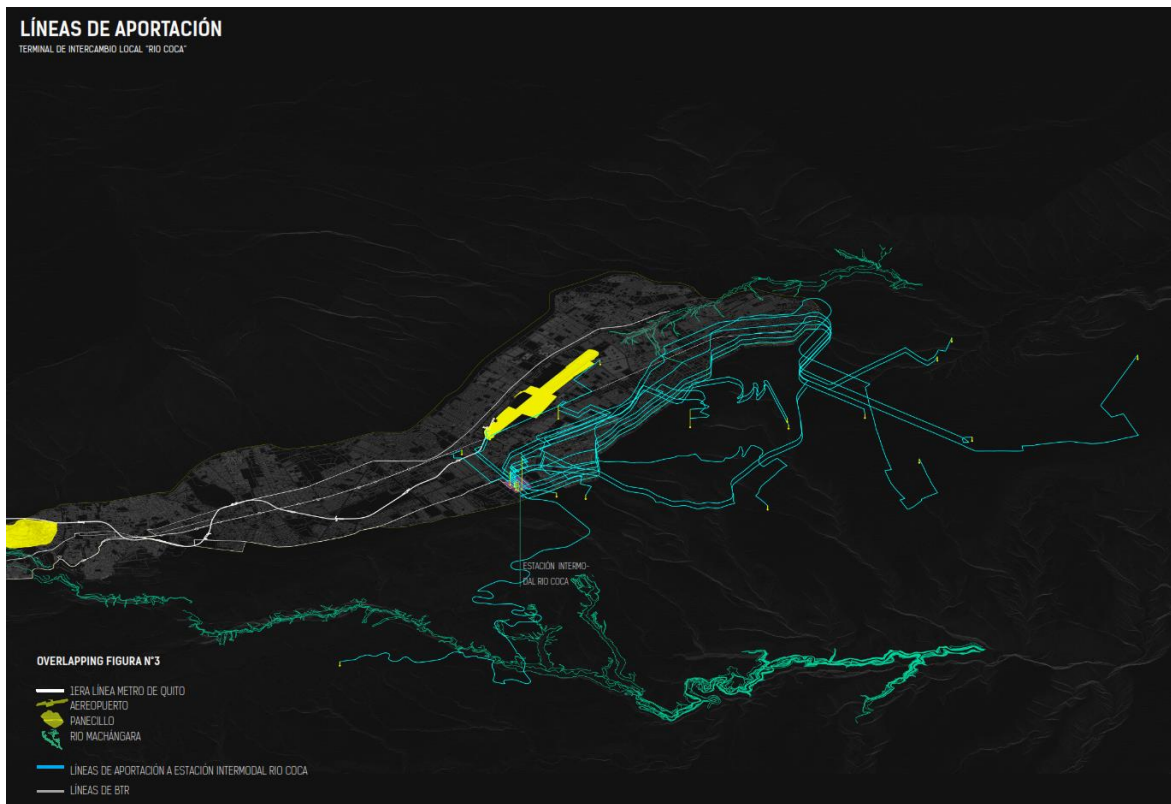 LÍNEAS DE APORTACIÓN
TERMINAL DE INTERCAMBIO LOCAL "RIO COCA"
ESTACIÓN INTERMO-
DAL RIO COCA
OVERLAPPING FIGURA N°3
1ERA LÍNEA METRO DE QUITO
AEREOPUERTO
PANECILLO
RIO MACHÁNGARA
LÍNEAS DE APORTACIÓN A ESTACIÓN INTERMODAL RIO COCA
LÍNEAS DE BTR